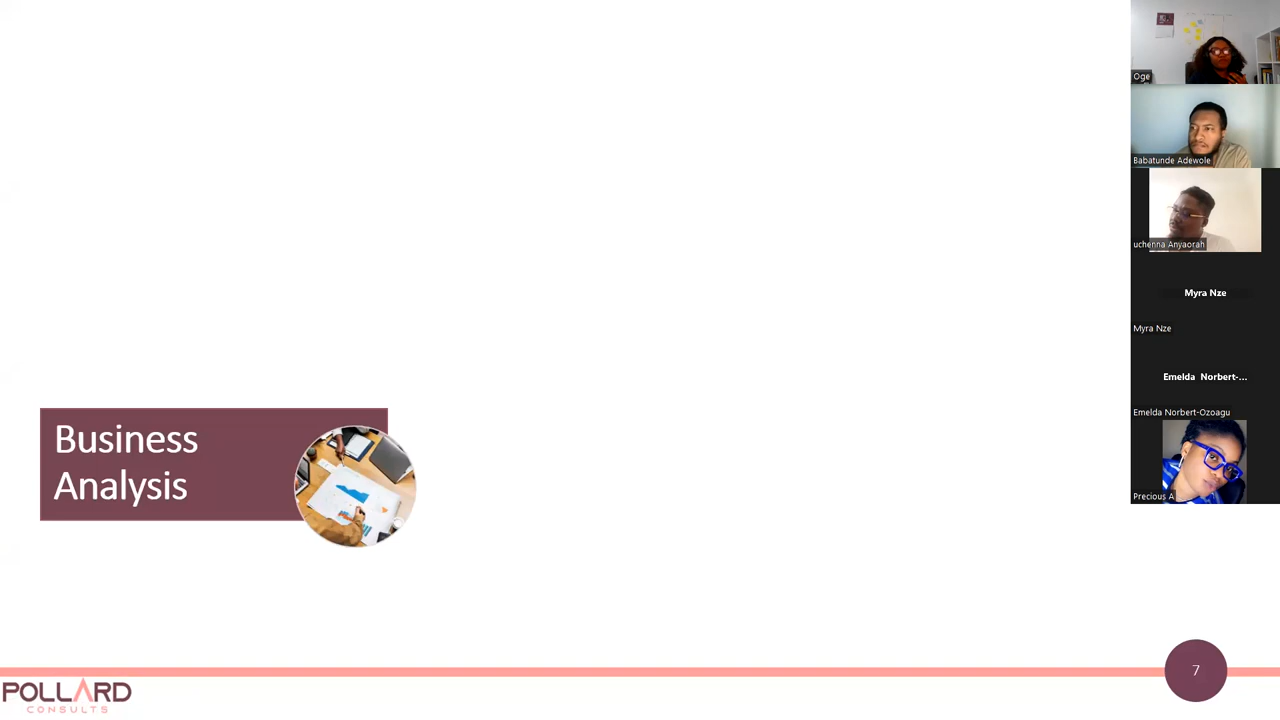 Business
Analysis
7
POLLARD
CONSULTS
Oge
Babatunde Adewole
uchenna Anyaorah
Myra Nze
Myra Nze
Emelda Norbert-...
Emelda Norbert-Ozoagu
Precious A